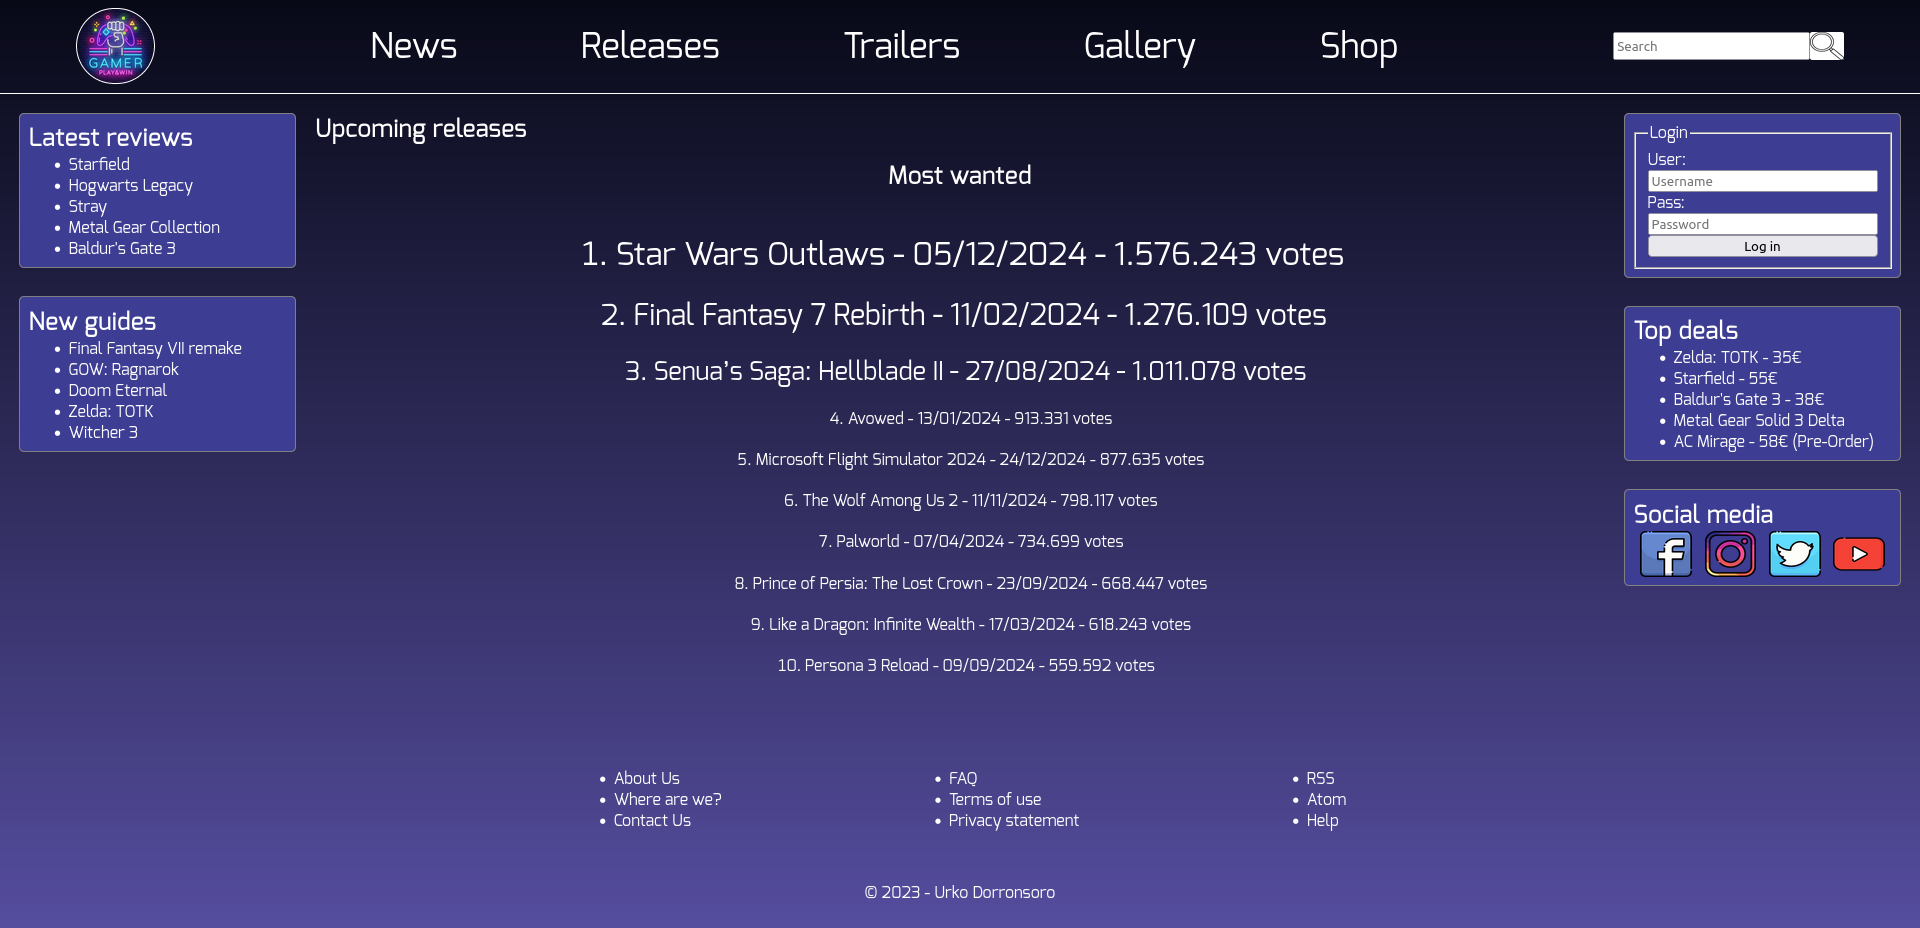 GAMER
PLAY&WIN
News
Releases
Trailers
Gallery
Shop
Search
Latest reviews
• Starfield
• Hogwarts Legacy
• Stray
• Metal Gear Collection
• Baldur's Gate 3
New guides
• Final Fantasy VII remake
• GOW: Ragnarok
• Doom Eternal
• Zelda: TOTK
• Witcher 3
Upcoming releases
Most wanted
1. Star Wars Outlaws - 05/12/2024 - 1.576.243 votes
2. Final Fantasy 7 Rebirth - 11/02/2024 - 1.276.109 votes
3. Senua's Saga: Hellblade II - 27/08/2024 - 1.011.078 votes
4. Avowed - 13/01/2024 - 913.331 votes
5. Microsoft Flight Simulator 2024 - 24/12/2024 - 877.635 votes
6. The Wolf Among Us 2 - 11/11/2024 - 798.117 votes
7. Palworld - 07/04/2024 - 734.699 votes
8. Prince of Persia: The Lost Crown - 23/09/2024 - 668.447 votes
9. Like a Dragon: Infinite Wealth - 17/03/2024 - 618.243 votes
10. Persona 3 Reload - 09/09/2024 - 559.592 votes
Login
User:
Username
Pass:
Password
Log in
Top deals
• Zelda: TOTK - 35€
• Starfield - 55€
• Baldur's Gate 3 - 38€
• Metal Gear Solid 3 Delta
• AC Mirage - 58€ (Pre-Order)
Social media
• About Us
• Where are we?
• Contact Us
• FAQ
• Terms of use
• Privacy statement
• RSS
• Atom
• Help
© 2023 - Urko Dorronsoro